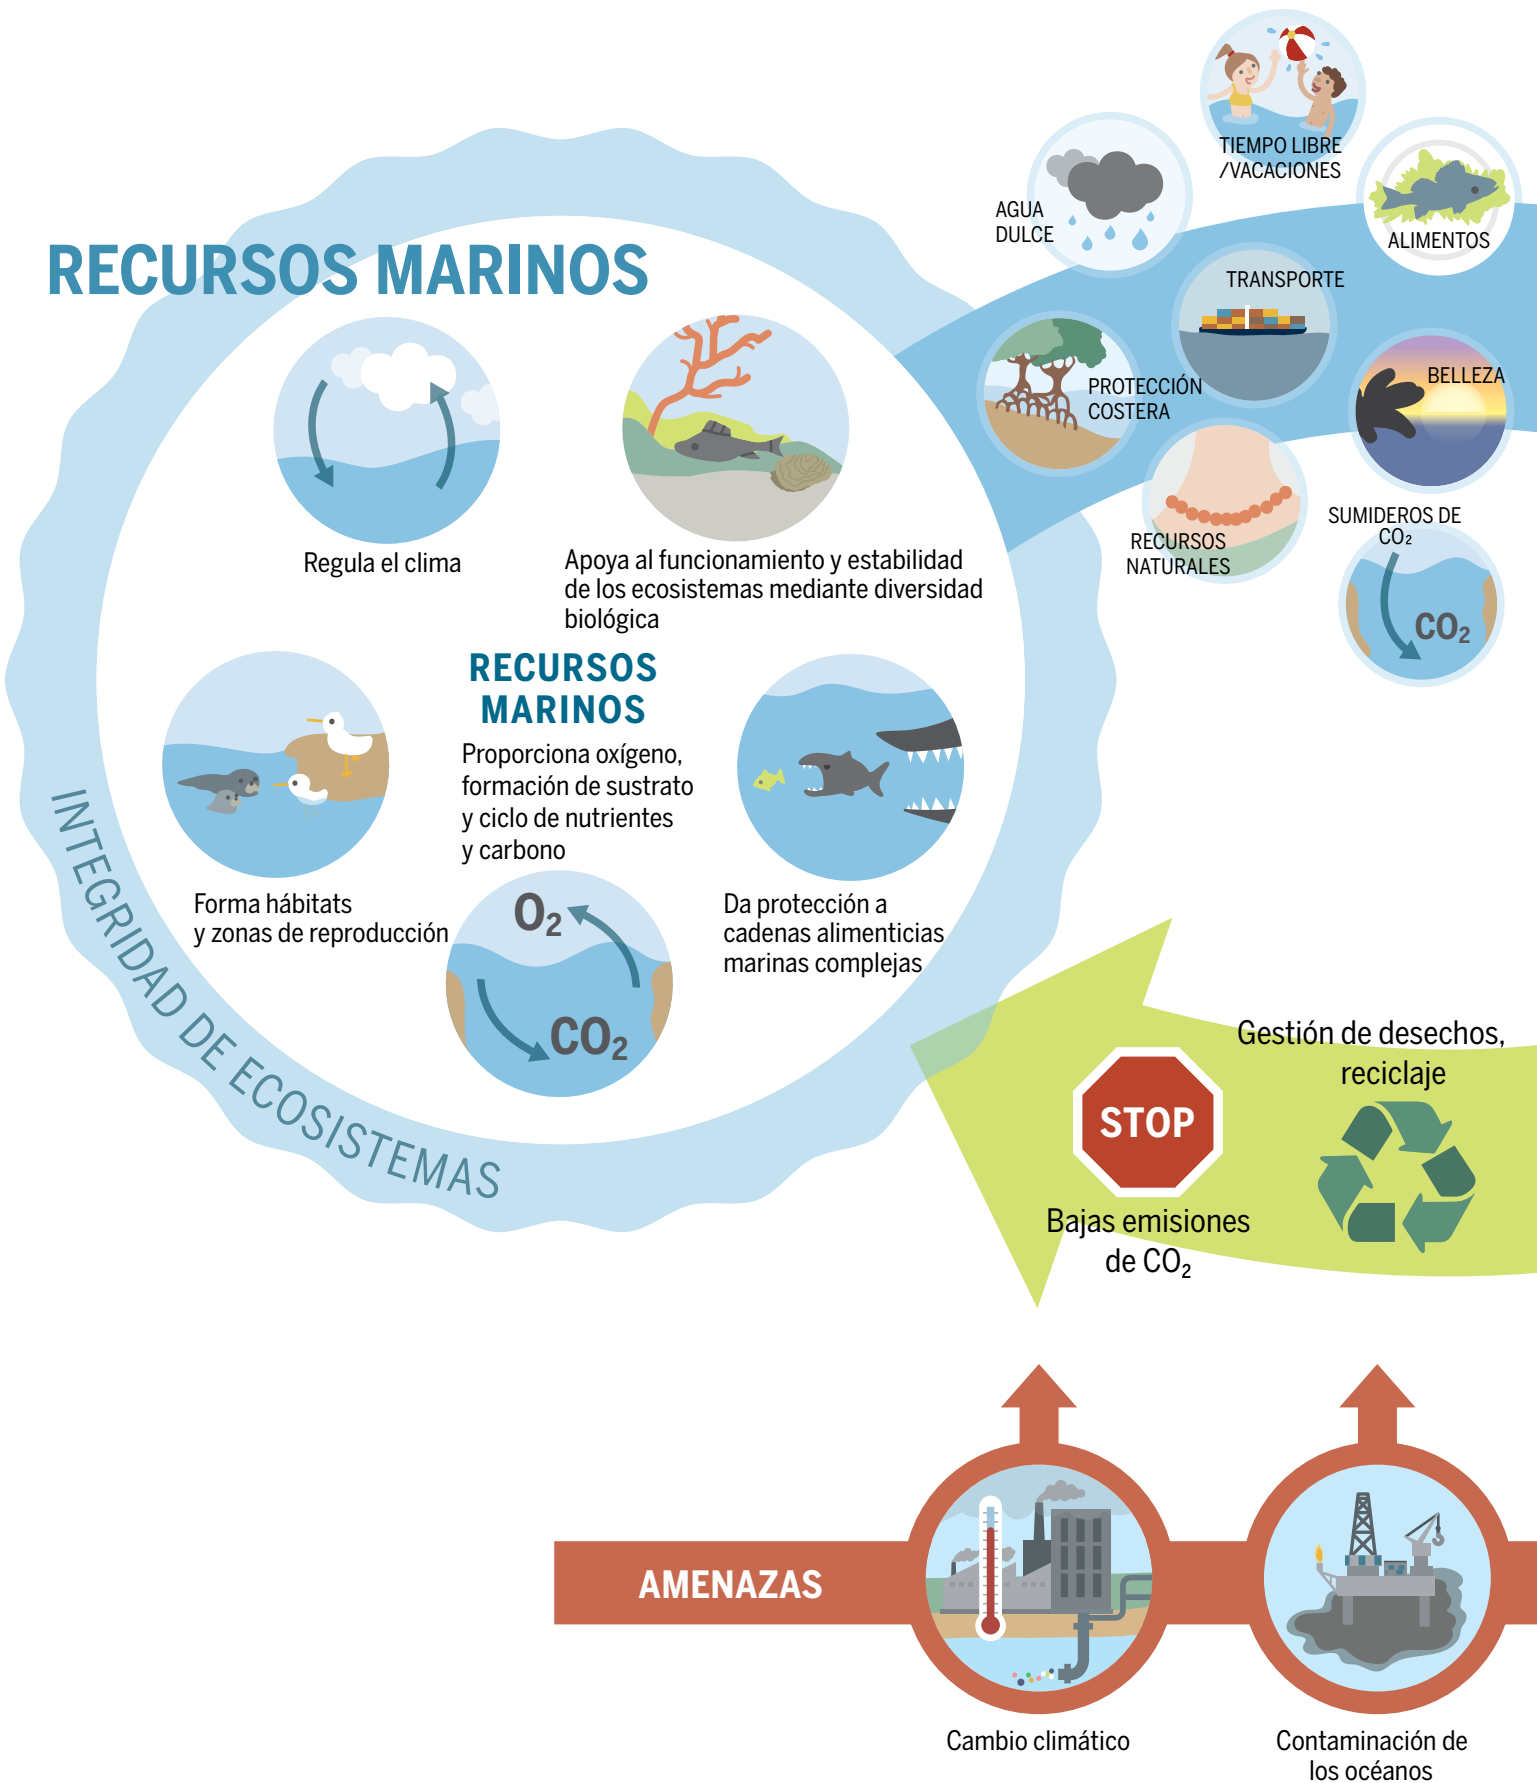 TIEMPO LIBRE
/VACACIONES
AGUA
DULCE
ALIMENTOS
RECURSOS MARINOS
TRANSPORTE
PROTECCIÓN
COSTERA
BELLEZA
RECURSOS
NATURALES
SUMIDEROS DE
CO₂
CO₂
Regula el clima
Apoya al funcionamiento y estabilidad
de los ecosistemas mediante diversidad
biológica
RECURSOS
MARINOS
Proporciona oxígeno,
formación de sustrato
y ciclo de nutrientes
y carbono
Forma hábitats
y zonas de reproducción
O₂
CO₂
Da protección a
cadenas alimenticias
marinas complejas
INTEGRIDAD DE ECOSISTEMAS
Gestión de desechos,
reciclaje
STOP
Bajas emisiones
de CO₂
AMENAZAS
Cambio climático
Contaminación de
los océanos